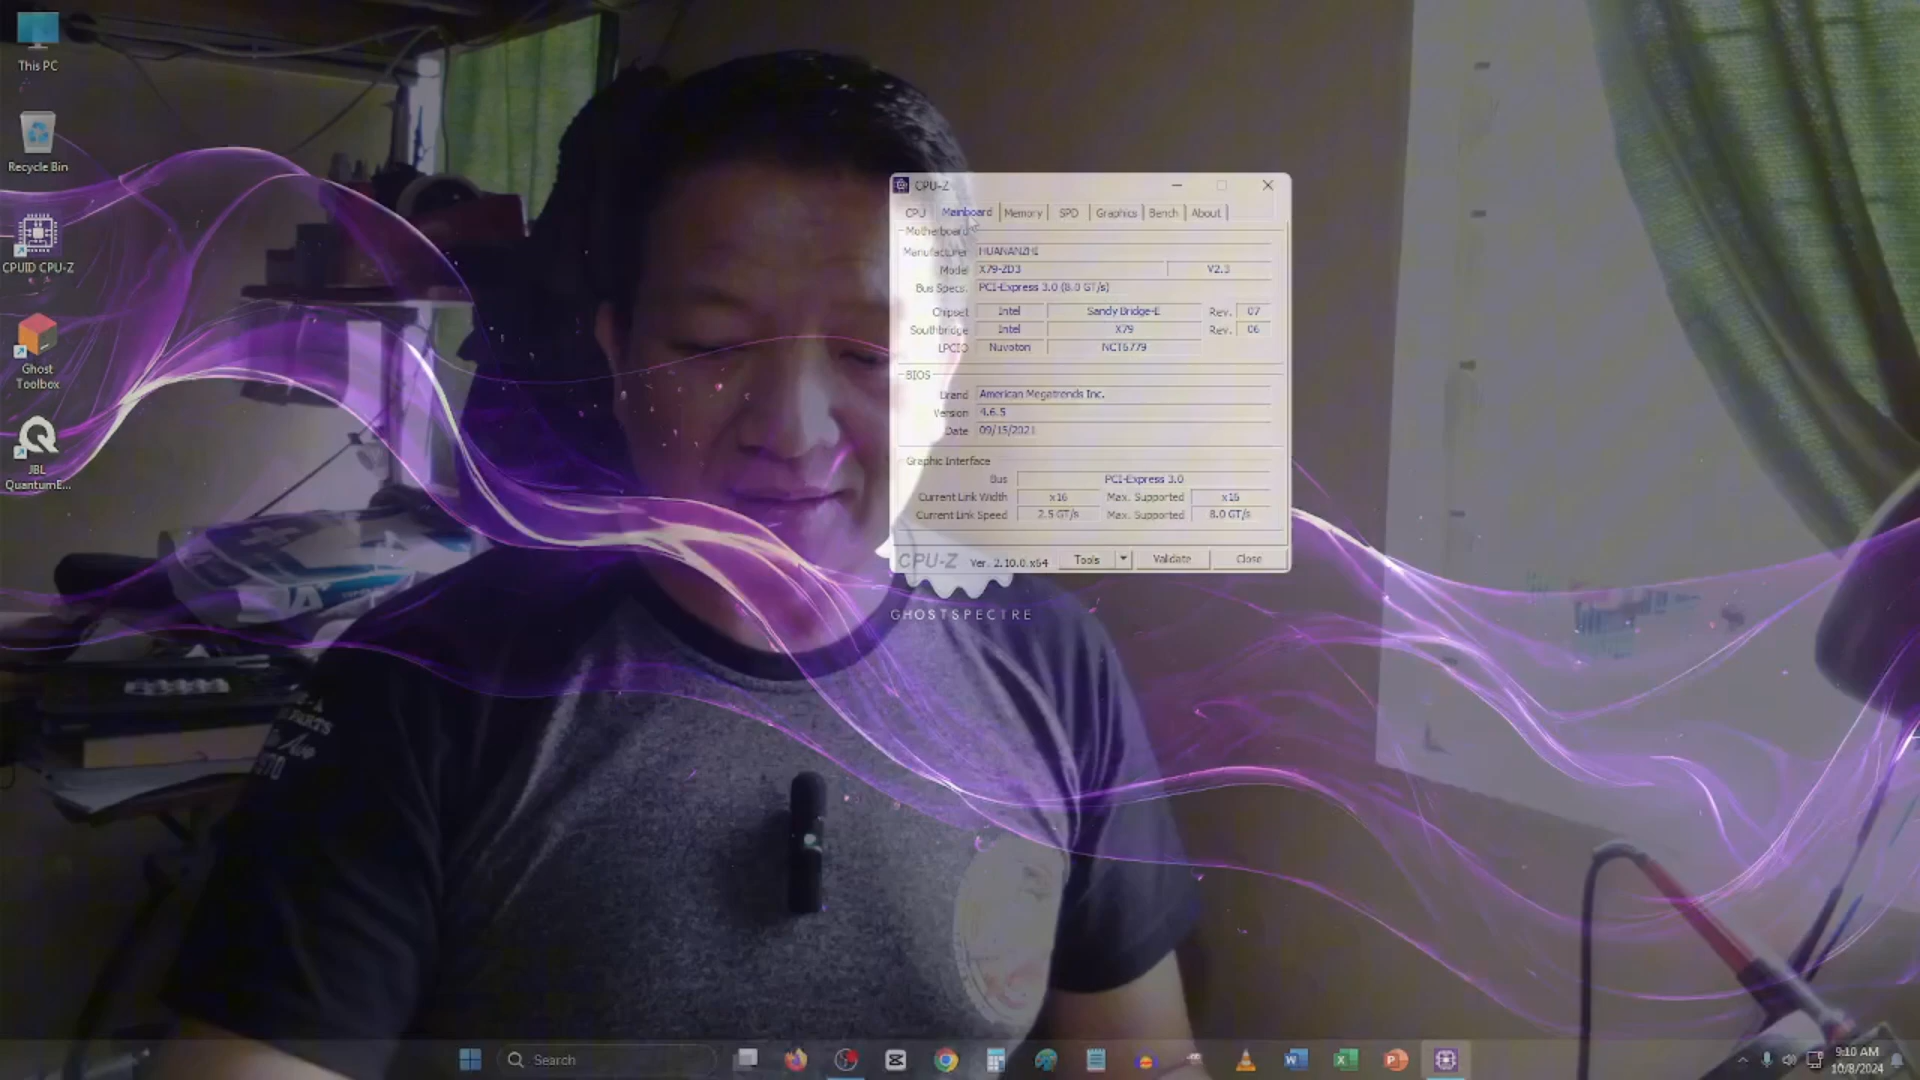 This PC
Recycle Bin
CPUID CPU-Z
Ghost
Toolbox
JBL
QuantumE...
CPU-Z
CPU Mainboard Memory SPD Graphics Bench About
Motherboard
Manufacturer HUANANZHI
Model X79-ZD3 V2.3
Bus Specs. PCI-Express 3.0 (8.0 GT/s)
Chipset Intel Sandy Bridge-E Rev. 07
Southbridge Intel X79 Rev. 06
LPCIO Nuvoton NCT6779
BIOS
Brand American Megatrends Inc.
Version 4.6.5
Date 09/15/2021
Graphic Interface
Bus PCI-Express 3.0
Current Link Width x16 Max. Supported x16
Current Link Speed 2.5 GT/s Max. Supported 8.0 GT/s
CPU-Z Ver. 2.10.0.x64 Tools Validate Close
GHOSTSPECTRE
Search
9:10 AM
10/8/2024